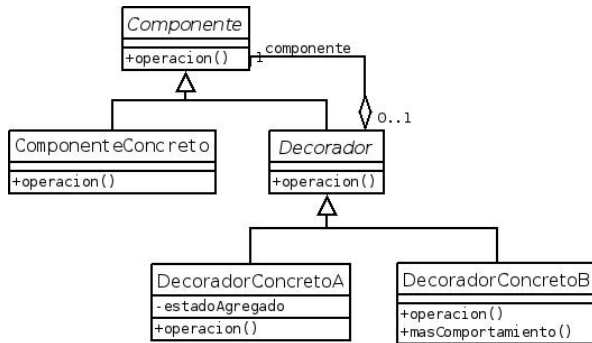 Componente
+operacion()
1
componente
0..1
ComponenteConcreto
+operacion()
Decorador
+operacion()
DecoradorConcretoA
-estadoAgregado
+operacion()
DecoradorConcretoB
+operacion()
+masComportamiento()